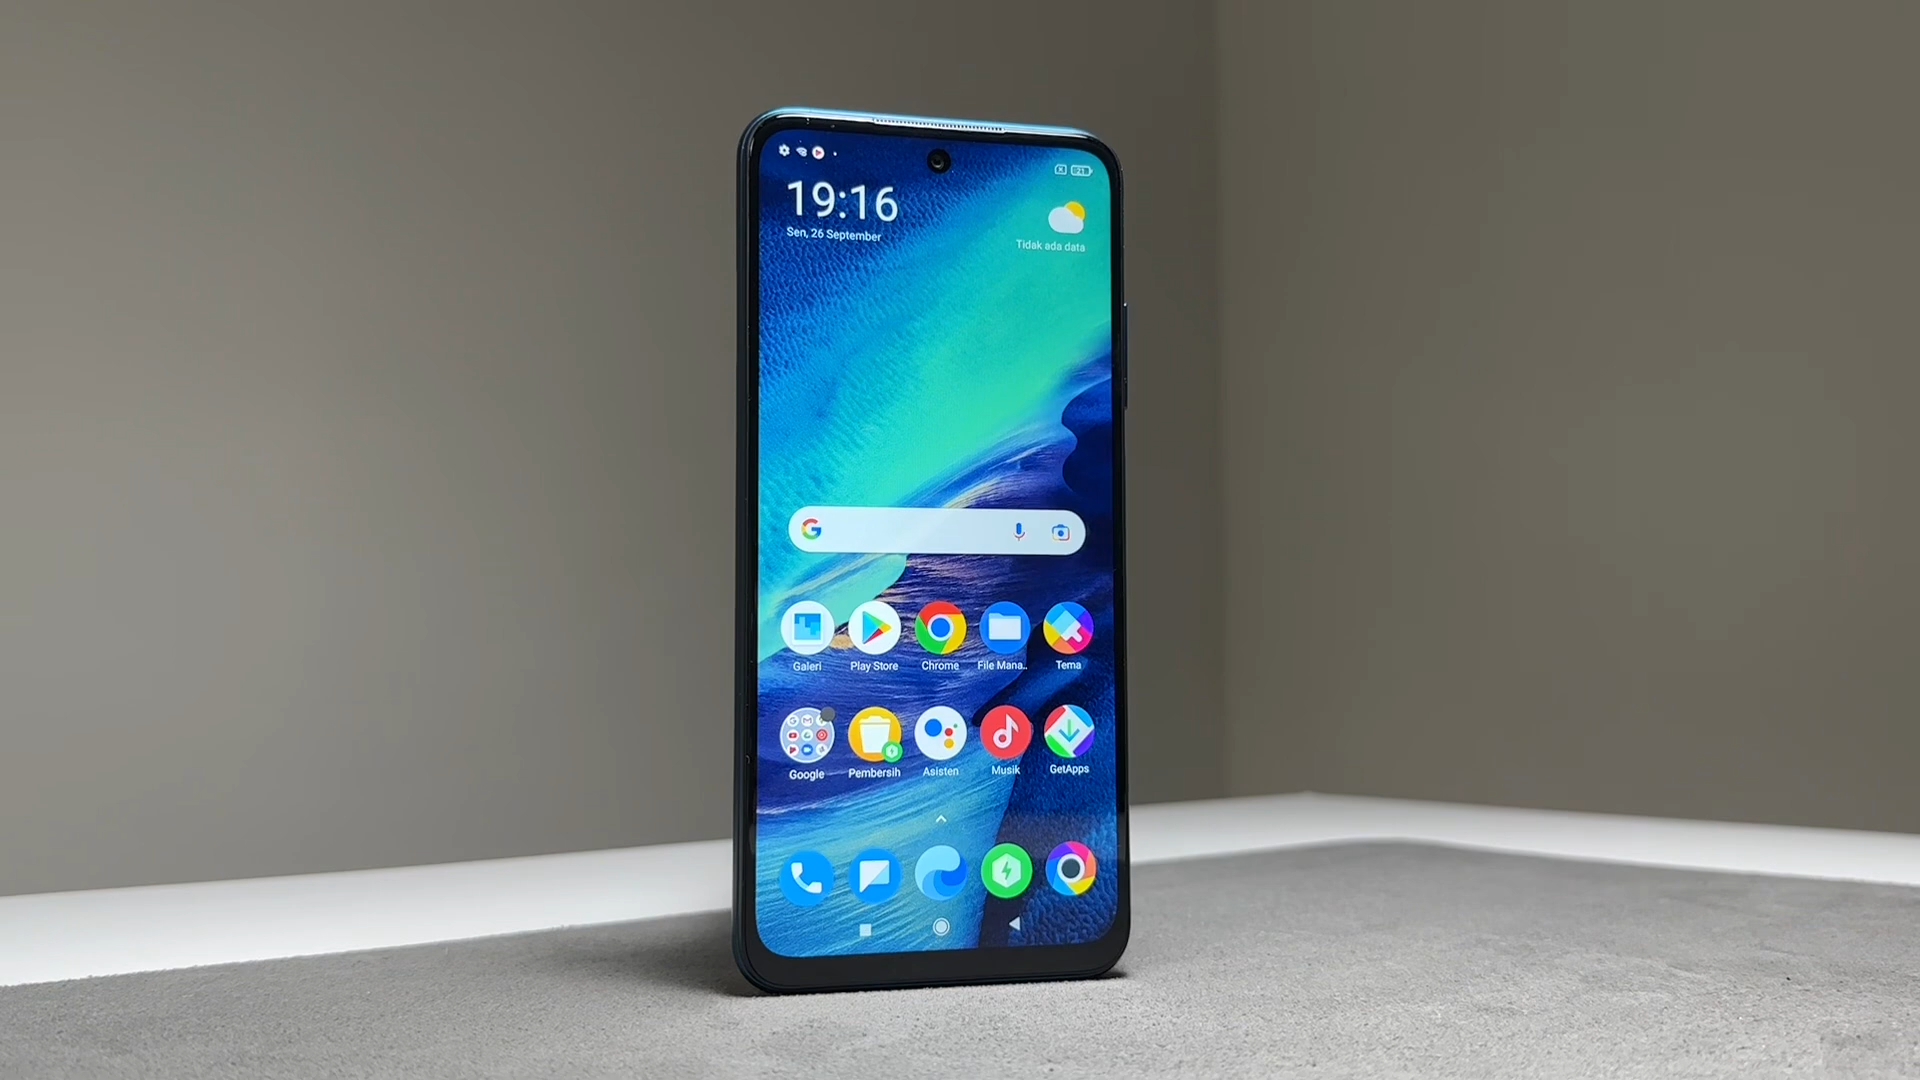 21
19:16
Sen, 26 September
Tidak ada data
G
Galeri
Play Store
Chrome
File Mana..
Tema
Google
Pembersih
Asisten
Musik
GetApps